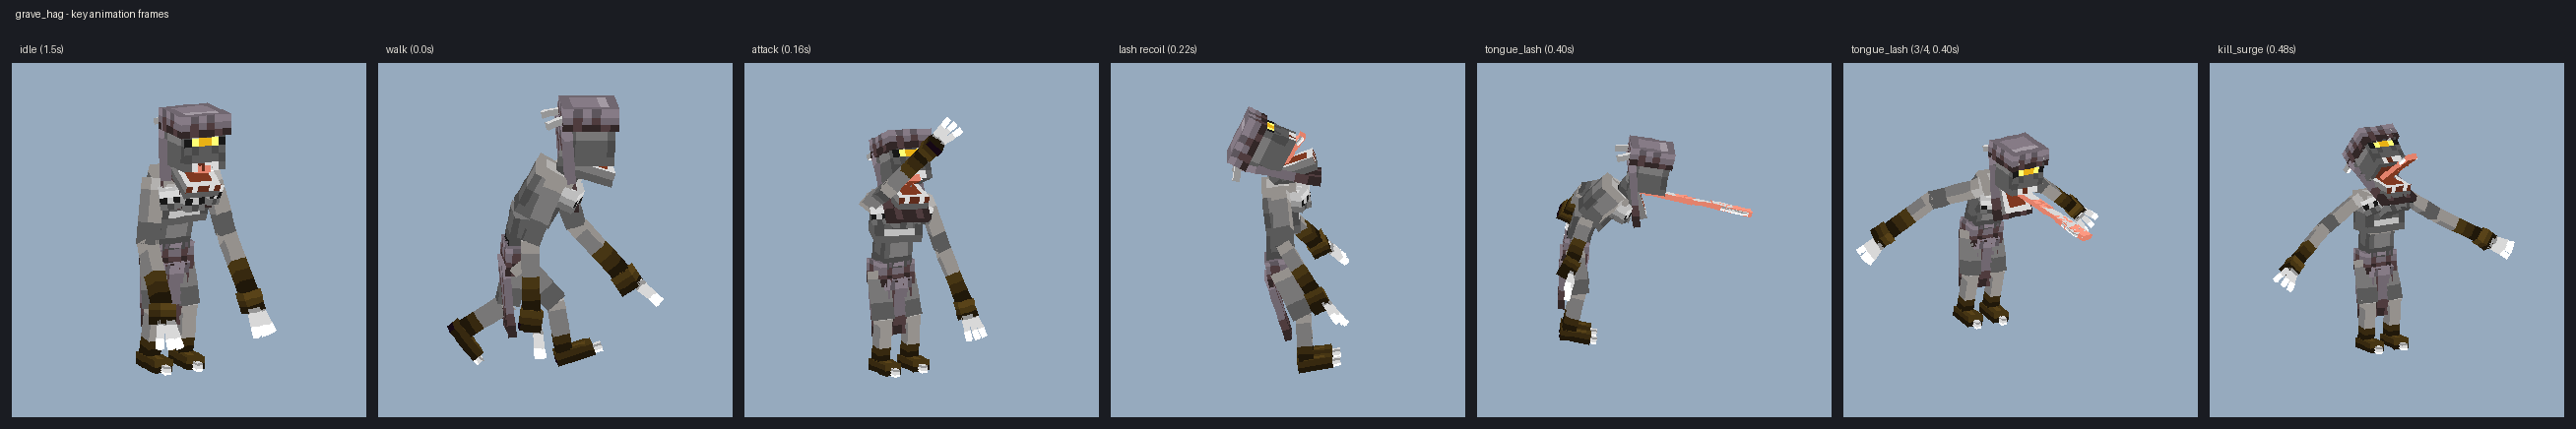 grave_hag - key animation frames
idle (1.5s)
walk (0.0s)
attack (0.16s)
lash recoil (0.22s)
tongue_lash (0.40s)
tongue_lash (3/4, 0.40s)
kill_surge (0.48s)